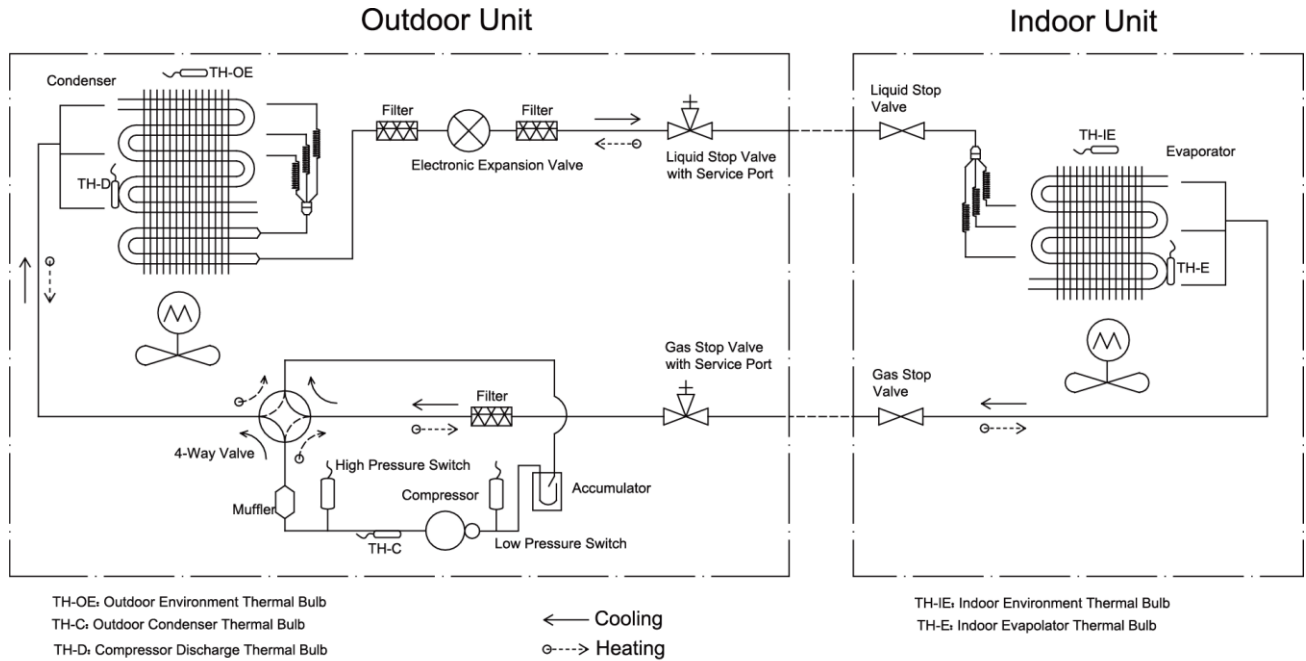 Outdoor Unit
Indoor Unit
Condenser
TH-OE
Filter
Filter
Electronic Expansion Valve
Liquid Stop Valve
with Service Port
Liquid Stop
Valve
TH-IE
Evaporator
TH-D
TH-E
Gas Stop Valve
with Service Port
Gas Stop
Valve
Filter
4-Way Valve
High Pressure Switch
Compressor
Accumulator
Muffler
TH-C
Low Pressure Switch
TH-OE: Outdoor Environment Thermal Bulb
TH-C: Outdoor Condenser Thermal Bulb
TH-D: Compressor Discharge Thermal Bulb
Cooling
Heating
TH-IE: Indoor Environment Thermal Bulb
TH-E: Indoor Evapolator Thermal Bulb